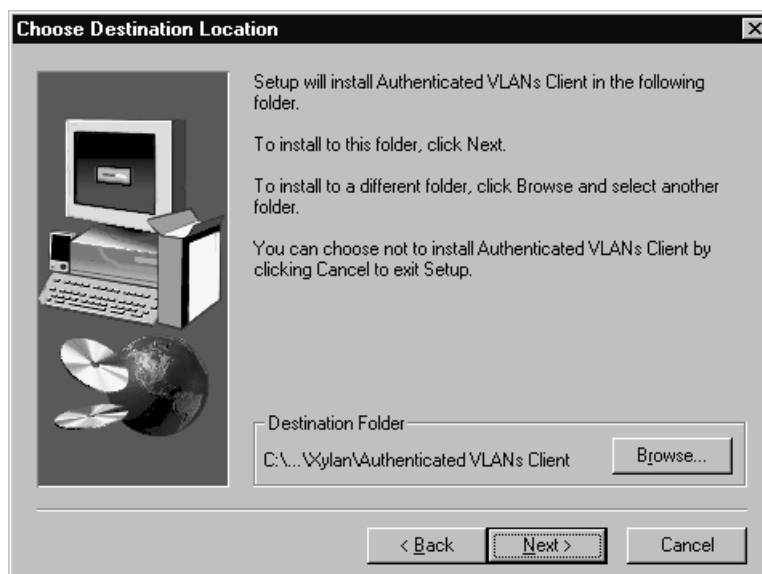 Choose Destination Location
Setup will install Authenticated VLANs Client in the following
folder.
To install to this folder, click Next.
To install to a different folder, click Browse and select another
folder.
You can choose not to install Authenticated VLANs Client by
clicking Cancel to exit Setup.
Destination Folder
C:\...\Xylan\Authenticated VLANs Client
Browse...
< Back
Next >
Cancel